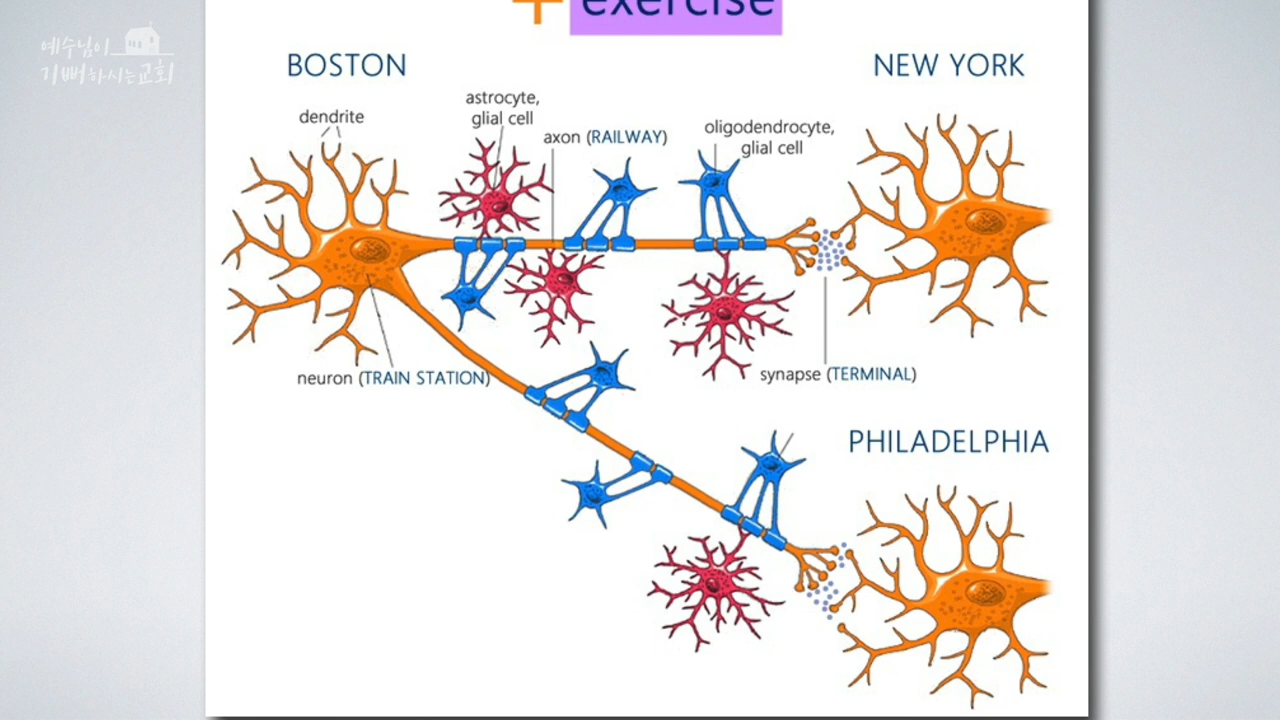 예수님이
기뻐하시는교회
+ exercise
BOSTON
NEW YORK
dendrite
astrocyte,
glial cell
axon (RAILWAY)
oligodendrocyte,
glial cell
neuron (TRAIN STATION)
synapse (TERMINAL)
PHILADELPHIA